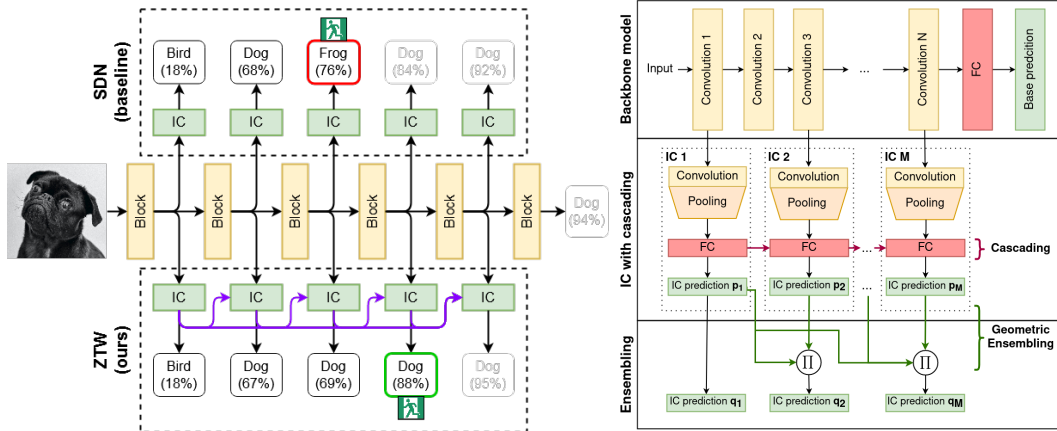 SDN
(baseline)
Bird
(18%)
Dog
(68%)
Frog
(76%)
Dog
(84%)
Dog
(92%)
IC
IC
IC
IC
IC
Block
Block
Block
Block
Block
Block
Dog
(94%)
ZTW
(ours)
IC
IC
IC
IC
IC
Bird
(18%)
Dog
(67%)
Dog
(69%)
Dog
(88%)
Dog
(95%)
Backbone model
Input
Convolution 1
Convolution 2
Convolution 3
...
Convolution N
FC
Base predcition
IC with cascading
IC 1
IC 2
IC M
Convolution
Convolution
Convolution
Pooling
Pooling
Pooling
FC
FC
...
FC
Cascading
IC prediction p1
IC prediction p2
...
IC prediction pM
Geometric
Ensembling
Ensembling
∏
∏
IC prediction q1
IC prediction q2
IC prediction qM